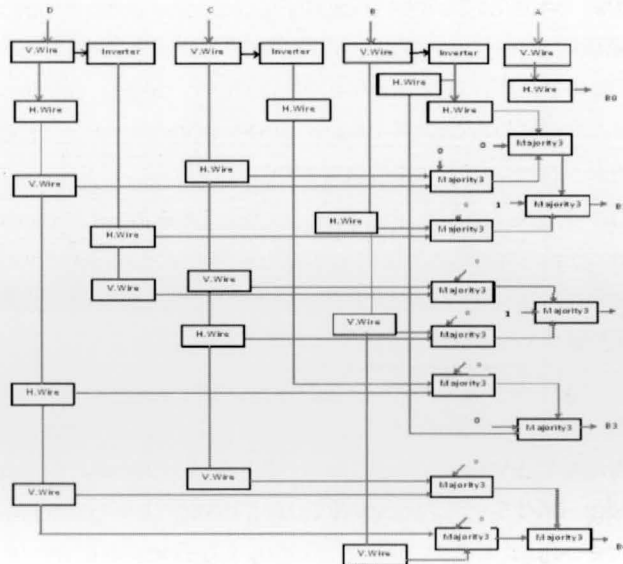 D C B A
V.Wire Inverter V.Wire Inverter V.Wire Inverter V.Wire
H.Wire H.Wire B0
H.Wire H.Wire H.Wire
0 Majority3
0
H.Wire Majority3
V.Wire
1 Majority3 B
H.Wire Majority3
H.Wire
V.Wire Majority3
V.Wire
1 Majority3
V.Wire Majority3
H.Wire
Majority3
H.Wire
0 Majority3 B3
V.Wire Majority3
V.Wire
Majority3 Majority3 B
V.Wire